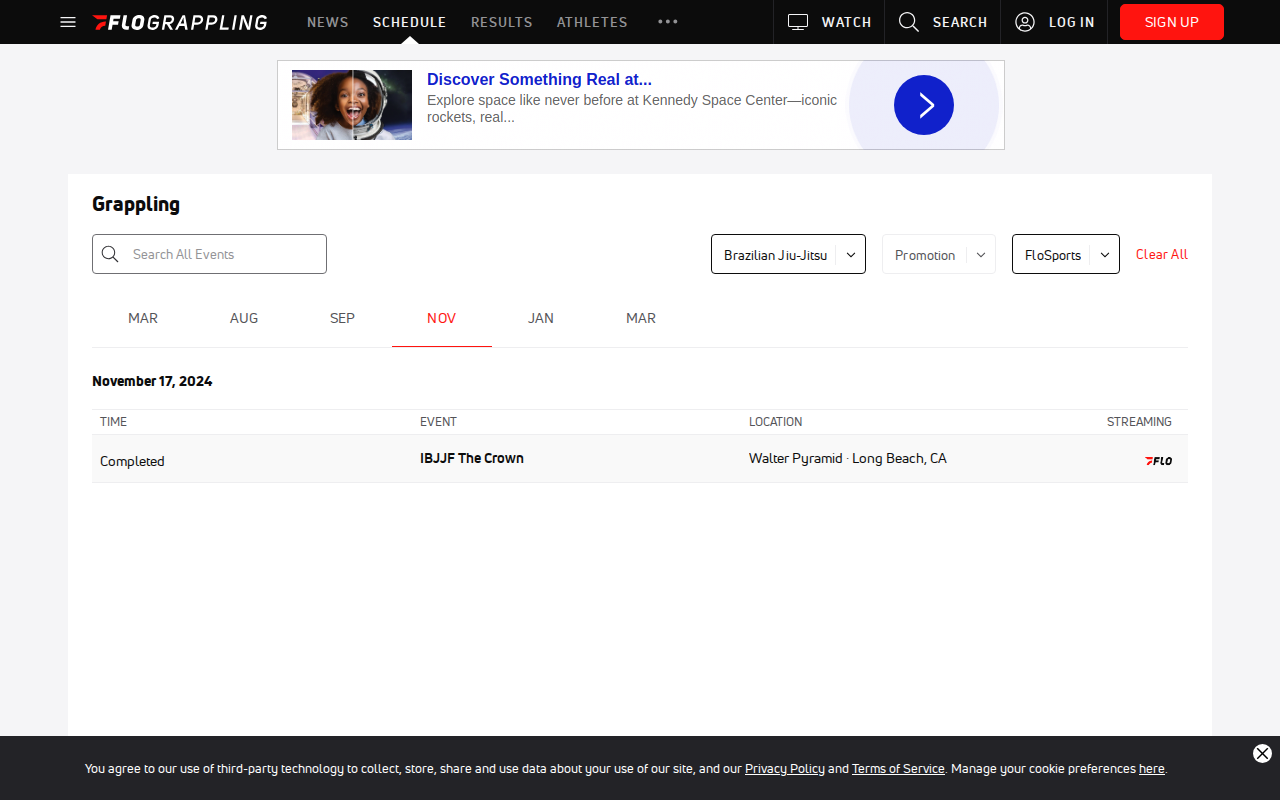 FLOGRAPPLING NEWS SCHEDULE RESULTS ATHLETES ••• WATCH SEARCH LOG IN SIGN UP
Discover Something Real at...
Explore space like never before at Kennedy Space Center—iconic
rockets, real...
Grappling
Search All Events Brazilian Jiu-Jitsu Promotion FloSports Clear All
MAR AUG SEP NOV JAN MAR
November 17, 2024
TIME EVENT LOCATION STREAMING
Completed IBJJF The Crown Walter Pyramid · Long Beach, CA FLO
You agree to our use of third-party technology to collect, store, share and use data about your use of our site, and our Privacy Policy and Terms of Service. Manage your cookie preferences here.